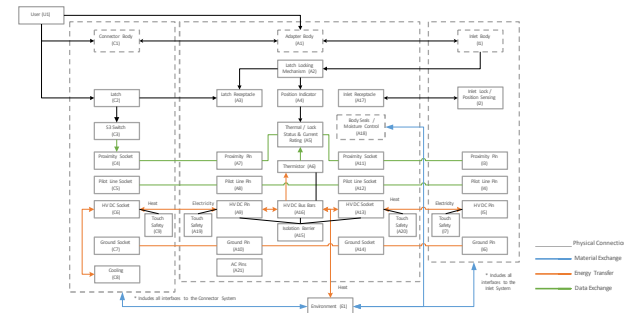 User (U1)
Connector Body
(C1)
Adapter Body
(A1)
Inlet Body
(I1)
Latch Locking
Mechanism (A2)
Latch
(C2)
Latch Receptacle
(A3)
Position Indicator
(A4)
Inlet Receptacle
(A17)
Inlet Lock /
Position Sensing
(I2)
S3 Switch
(C3)
Thermal / Lock
Status & Current
Rating (A5)
Body Seals /
Moisture Control
(A18)
Proximity Socket
(C4)
Proximity Pin
(A7)
Thermistor (A6)
Proximity Socket
(A11)
Proximity Pin
(I3)
Pilot Line Socket
(C5)
Pilot Line Pin
(A8)
Pilot Line Socket
(A12)
Pilot Line Pin
(I4)
HV DC Socket
(C6)
Heat
Electricity
HV DC Pin
(A9)
HV DC Bus Bars
(A16)
HV DC Socket
(A13)
Heat
Electricity
HV DC Pin
(I5)
Touch
Safety
(C9)
Touch
Safety
(A19)
Isolation Barrier
(A15)
Touch
Safety
(A20)
Touch
Safety
(I7)
Ground Socket
(C7)
Ground Pin
(A10)
Ground Socket
(A14)
Ground Pin
(I6)
Cooling
(C8)
AC Pins
(A21)
Physical Connection
Material Exchange
Energy Transfer
Data Exchange
* Includes all interfaces to the Connector System
* Includes all
interfaces to the
Inlet System
Heat
Environment (E1)